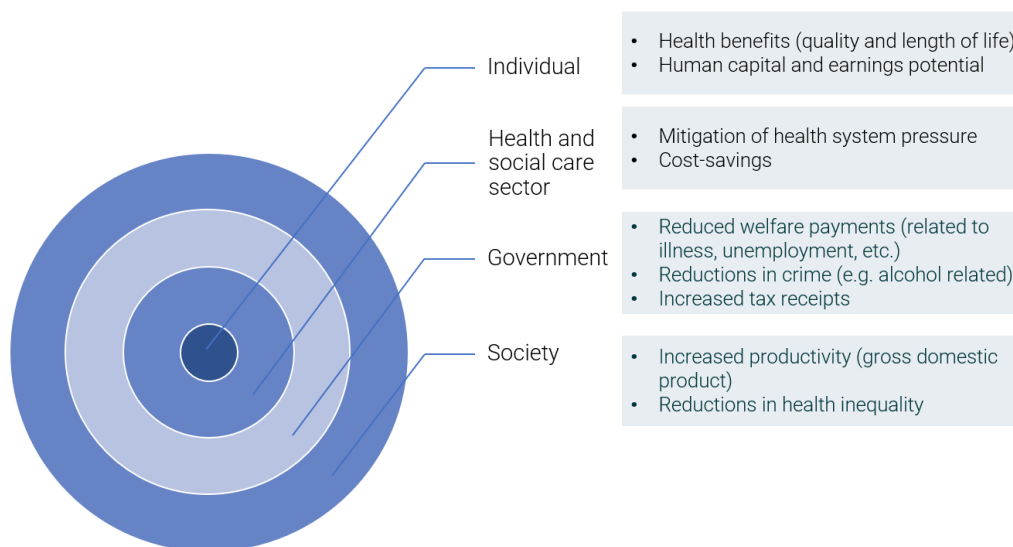 Individual
• Health benefits (quality and length of life)
• Human capital and earnings potential
Health and
social care
sector
• Mitigation of health system pressure
• Cost-savings
Government
• Reduced welfare payments (related to
illness, unemployment, etc.)
• Reductions in crime (e.g. alcohol related)
• Increased tax receipts
Society
• Increased productivity (gross domestic
product)
• Reductions in health inequality